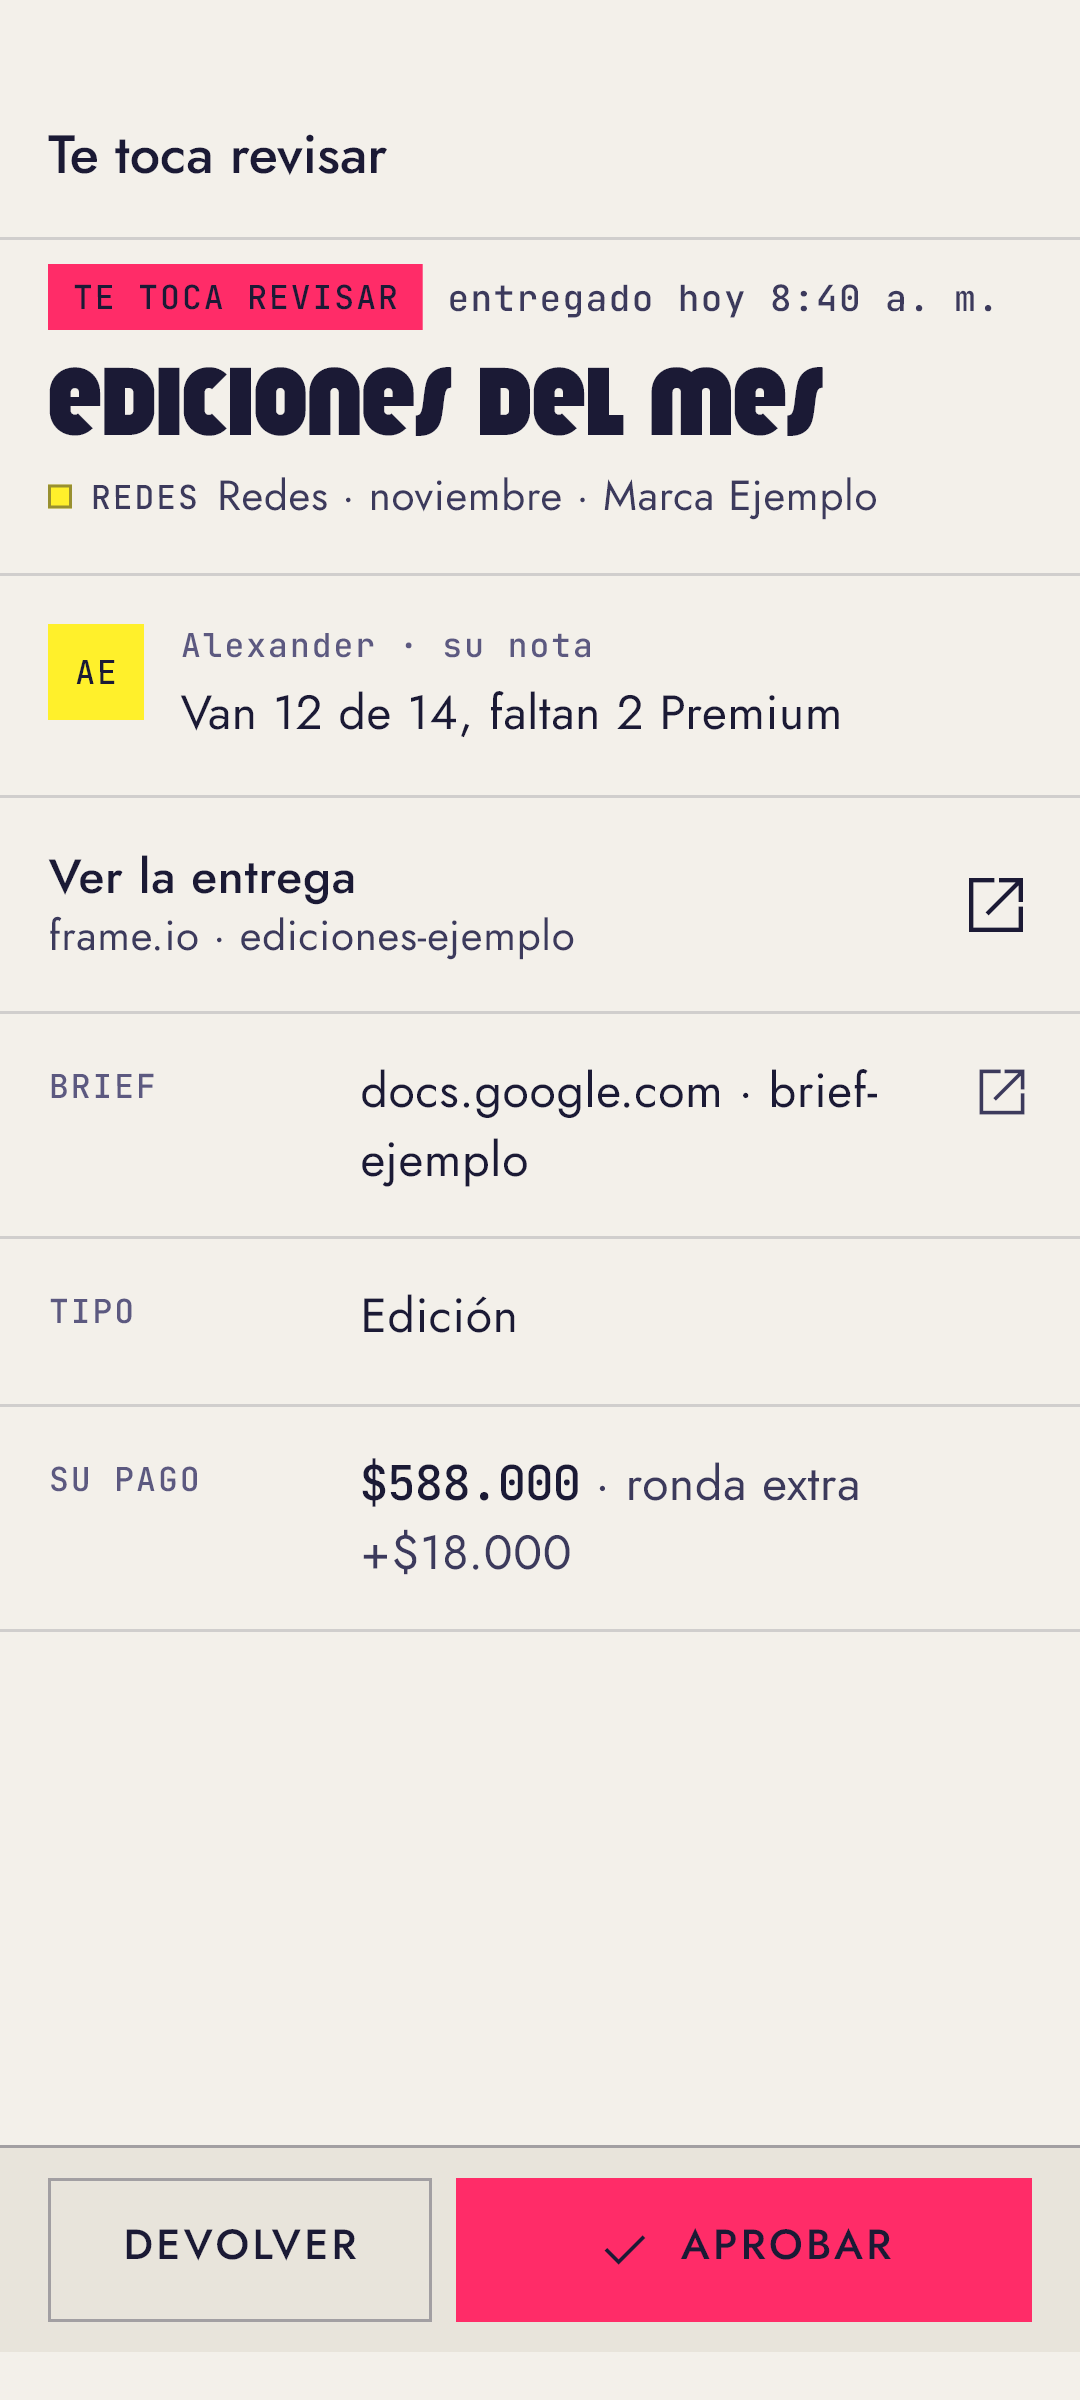 Te toca revisar
TE TOCA REVISAR entregado hoy 8:40 a. m.
EDICIONES DEL MES
REDES Redes · noviembre · Marca Ejemplo
AE
Alexander · su nota
Van 12 de 14, faltan 2 Premium
Ver la entrega
frame.io · ediciones-ejemplo
BRIEF docs.google.com · brief-
ejemplo
TIPO Edición
SU PAGO $588.000 · ronda extra
+$18.000
DEVOLVER APROBAR